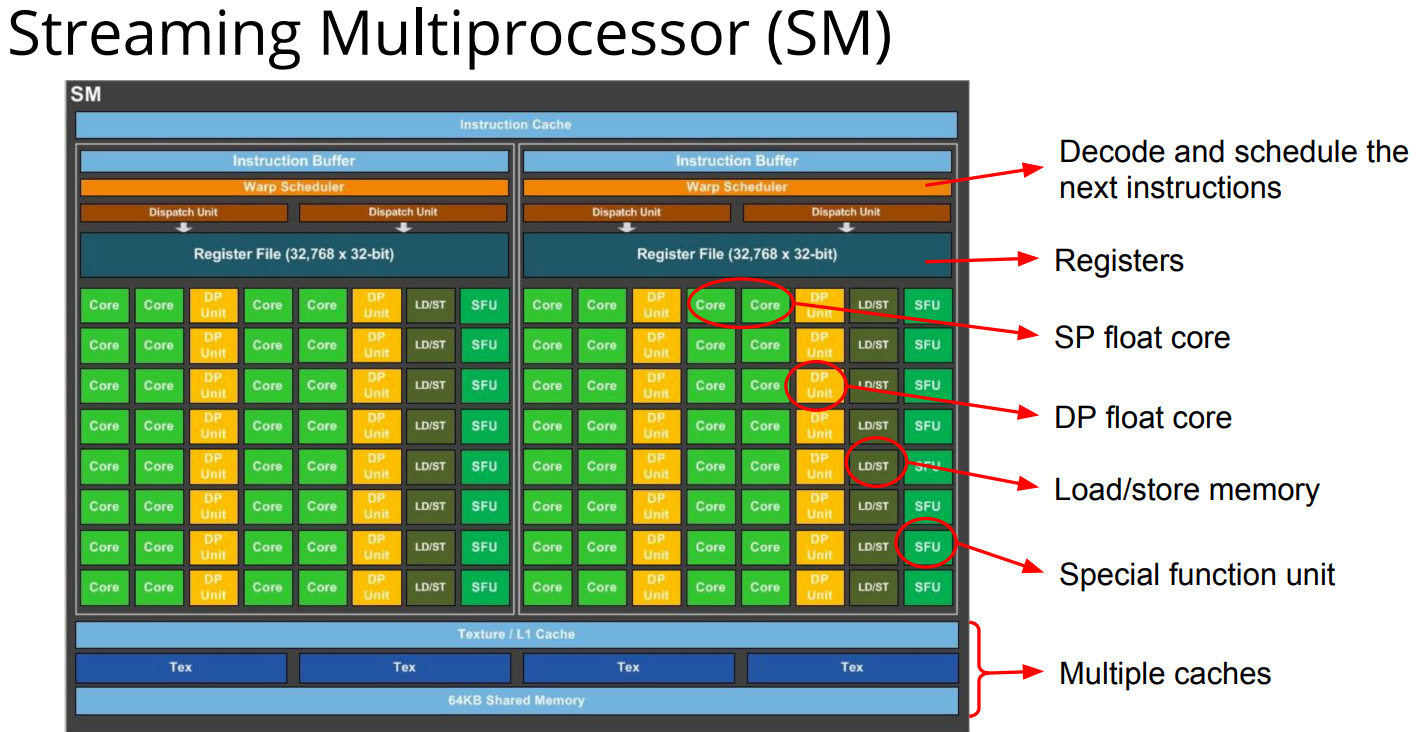 Streaming Multiprocessor (SM)
SM
Instruction Cache
Instruction Buffer Instruction Buffer
Warp Scheduler Warp Scheduler
Dispatch Unit Dispatch Unit Dispatch Unit Dispatch Unit
Register File (32,768 x 32-bit) Register File (32,768 x 32-bit)
Core Core DP Unit Core Core DP Unit LD/ST SFU Core Core DP Unit Core Core DP Unit LD/ST SFU
Core Core DP Unit Core Core DP Unit LD/ST SFU Core Core DP Unit Core Core DP Unit LD/ST SFU
Core Core DP Unit Core Core DP Unit LD/ST SFU Core Core DP Unit Core Core DP Unit LD/ST SFU
Core Core DP Unit Core Core DP Unit LD/ST SFU Core Core DP Unit Core Core DP Unit LD/ST SFU
Core Core DP Unit Core Core DP Unit LD/ST SFU Core Core DP Unit Core Core DP Unit LD/ST SFU
Core Core DP Unit Core Core DP Unit LD/ST SFU Core Core DP Unit Core Core DP Unit LD/ST SFU
Core Core DP Unit Core Core DP Unit LD/ST SFU Core Core DP Unit Core Core DP Unit LD/ST SFU
Core Core DP Unit Core Core DP Unit LD/ST SFU Core Core DP Unit Core Core DP Unit LD/ST SFU
Texture / L1 Cache
Tex Tex Tex Tex
64KB Shared Memory
Decode and schedule the
next instructions
Registers
SP float core
DP float core
Load/store memory
Special function unit
Multiple caches